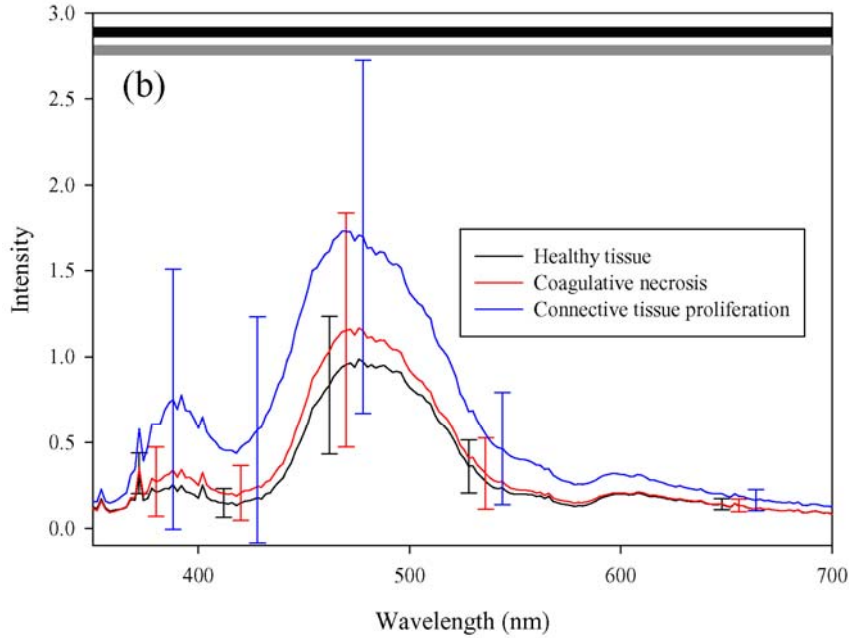 3.0
(b)
2.5
2.0
Intensity
1.5
1.0
0.5
0.0
Healthy tissue
Coagulative necrosis
Connective tissue proliferation
400 500 600 700
Wavelength (nm)